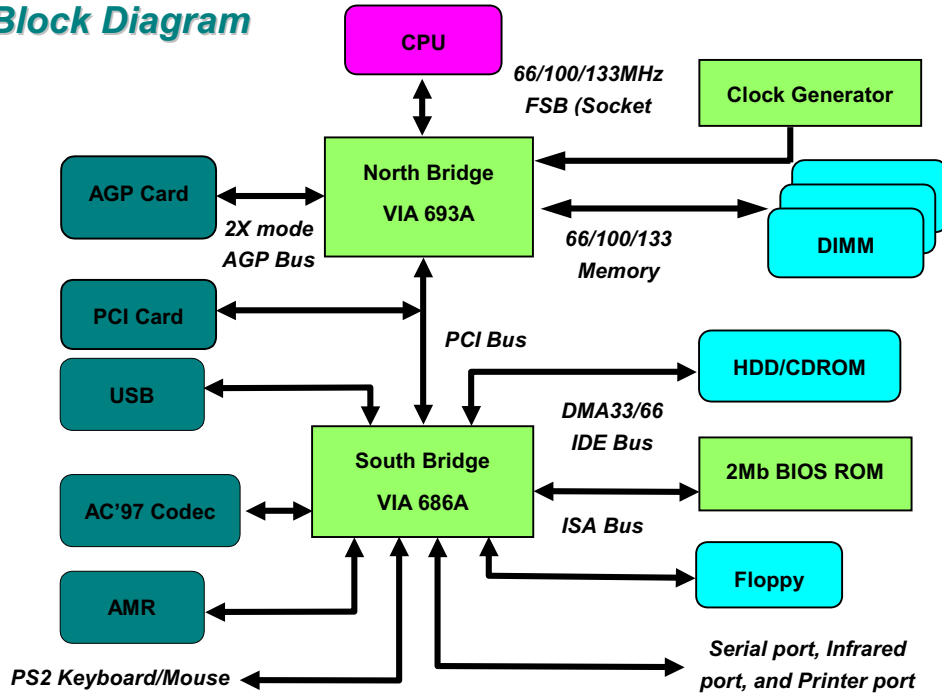 Block Diagram
CPU
66/100/133MHz
FSB (Socket
Clock Generator
North Bridge
VIA 693A
AGP Card
2X mode
AGP Bus
66/100/133
Memory
DIMM
PCI Card
PCI Bus
USB
HDD/CDROM
DMA33/66
IDE Bus
South Bridge
VIA 686A
2Mb BIOS ROM
AC’97 Codec
ISA Bus
Floppy
AMR
PS2 Keyboard/Mouse
Serial port, Infrared
port, and Printer port